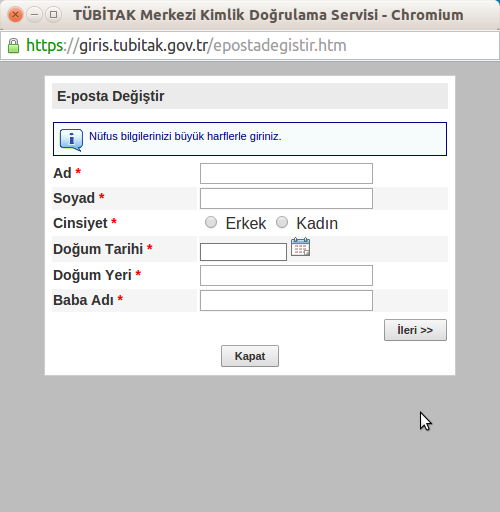 TÜBİTAK Merkezi Kimlik Doğrulama Servisi - Chromium
https://giris.tubitak.gov.tr/epostadegistir.htm
E-posta Değiştir
Nüfus bilgilerinizi büyük harflerle giriniz.
Ad *
Soyad *
Cinsiyet * Erkek Kadın
Doğum Tarihi *
Doğum Yeri *
Baba Adı *
İleri >>
Kapat